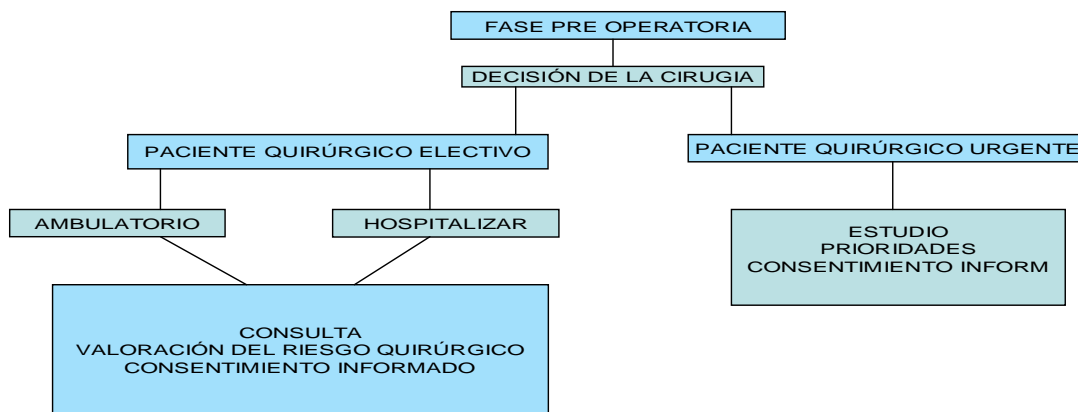 FASE PRE OPERATORIA
DECISIÓN DE LA CIRUGIA
PACIENTE QUIRÚRGICO ELECTIVO
PACIENTE QUIRÚRGICO URGENTE
AMBULATORIO
HOSPITALIZAR
ESTUDIO
PRIORIDADES
CONSENTIMIENTO INFORM
CONSULTA
VALORACIÓN DEL RIESGO QUIRÚRGICO
CONSENTIMIENTO INFORMADO